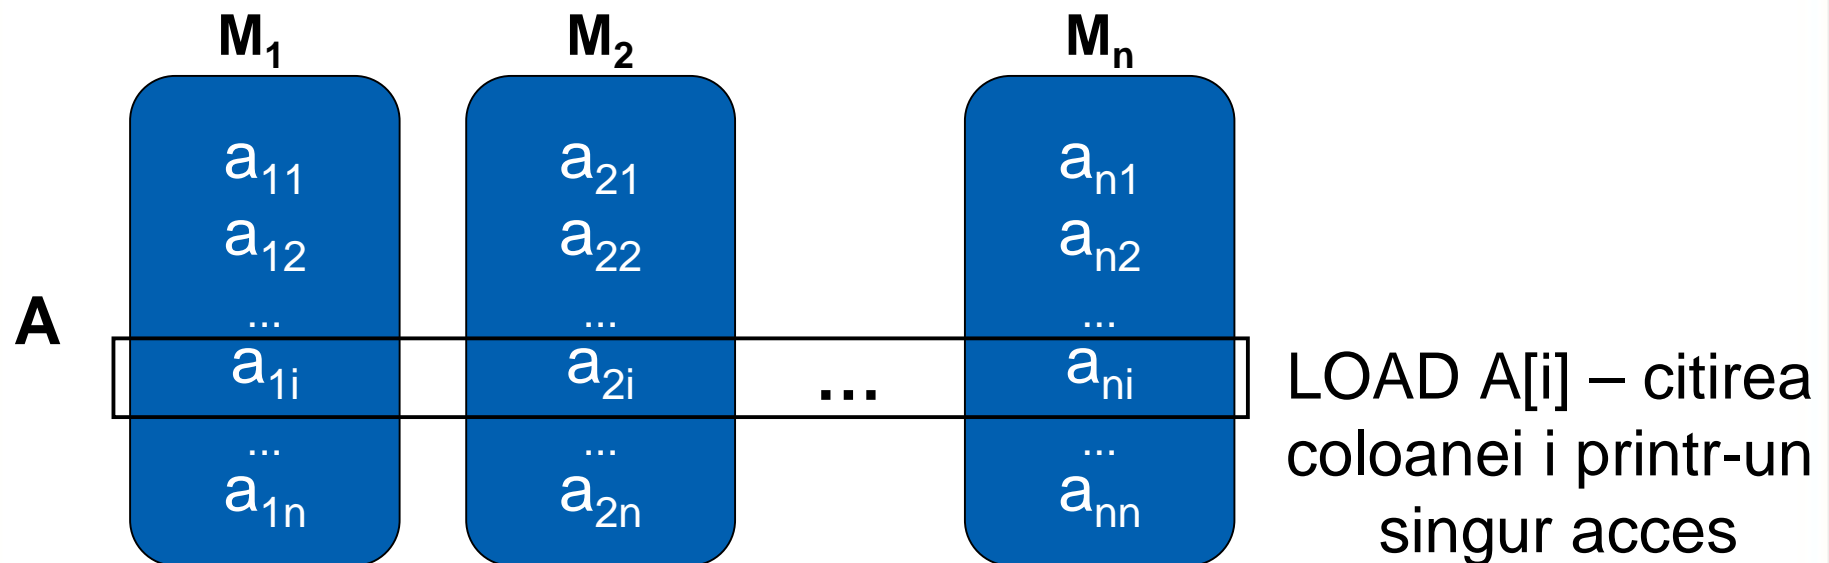 M₁ M₂ Mₙ
a₁₁ a₂₁ aₙ₁
a₁₂ a₂₂ aₙ₂
A
... ... ...
a₁ᵢ a₂ᵢ ... aₙᵢ
... ... ...
a₁ₙ a₂ₙ aₙₙ
LOAD A[i] – citirea
coloanei i printr-un
singur acces